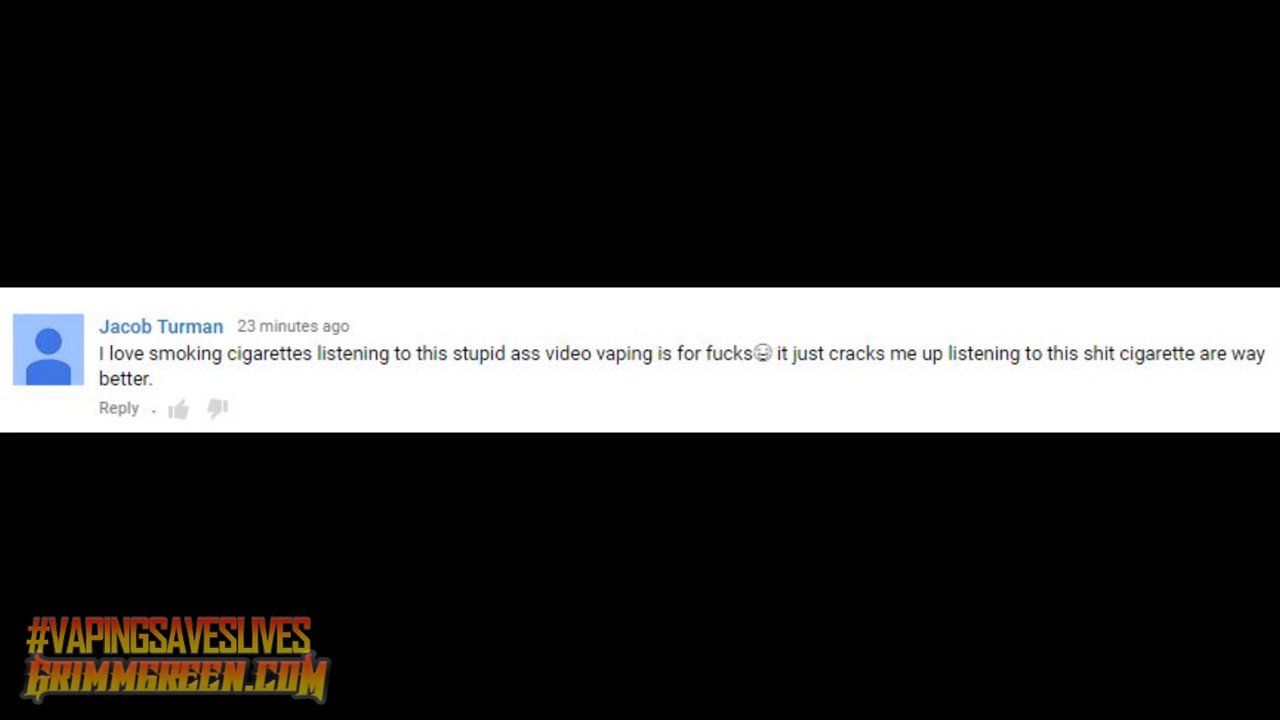 Jacob Turman 23 minutes ago
I love smoking cigarettes listening to this stupid ass video vaping is for fucks😂 it just cracks me up listening to this shit cigarette are way
better.
Reply .
#VAPINGSAVESLIVES
GRIMMGREEN.COM